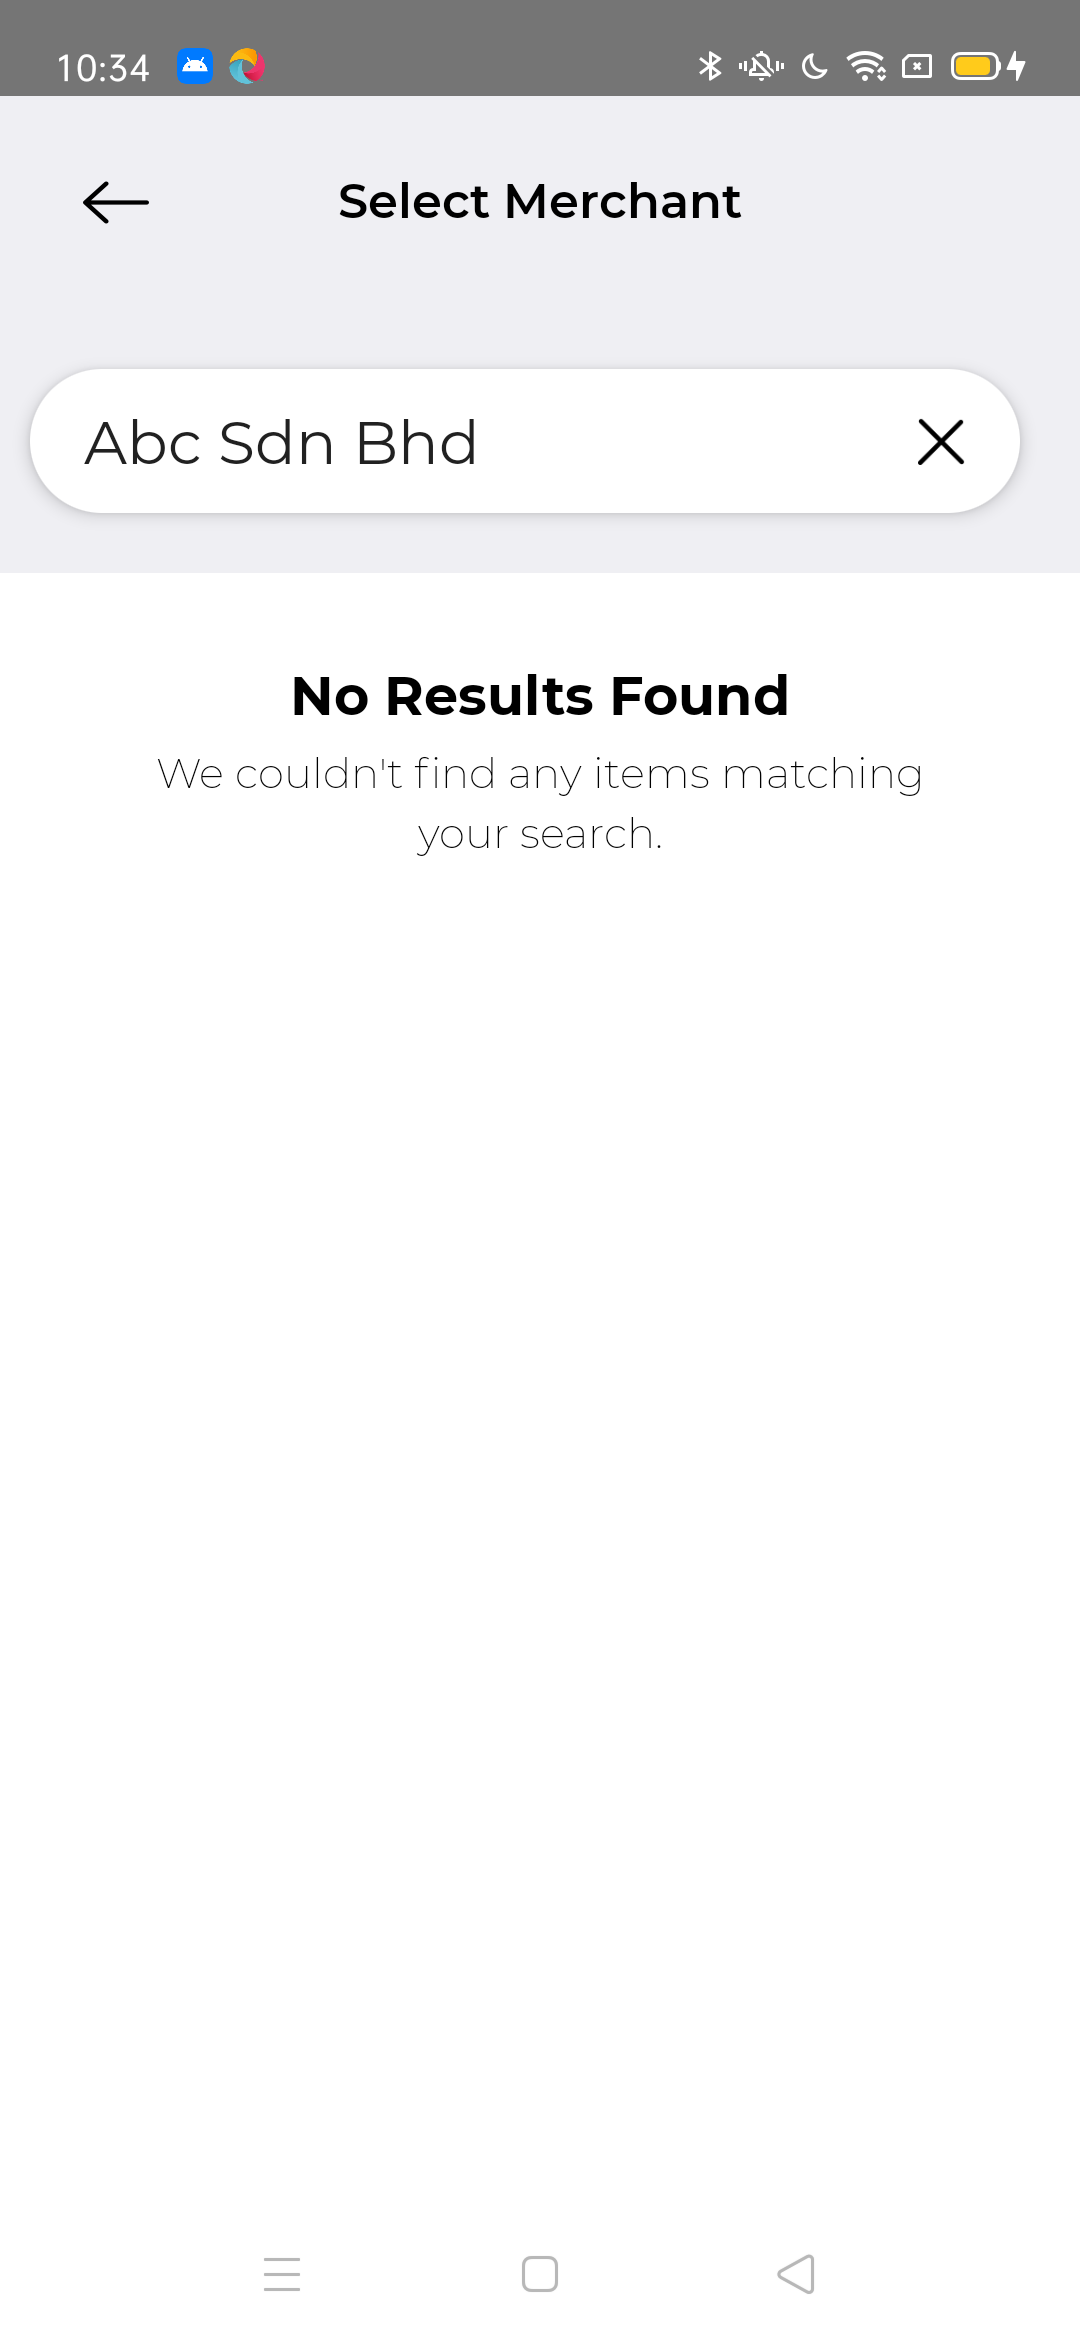 10:34
Select Merchant
Abc Sdn Bhd
No Results Found
We couldn't find any items matching
your search.